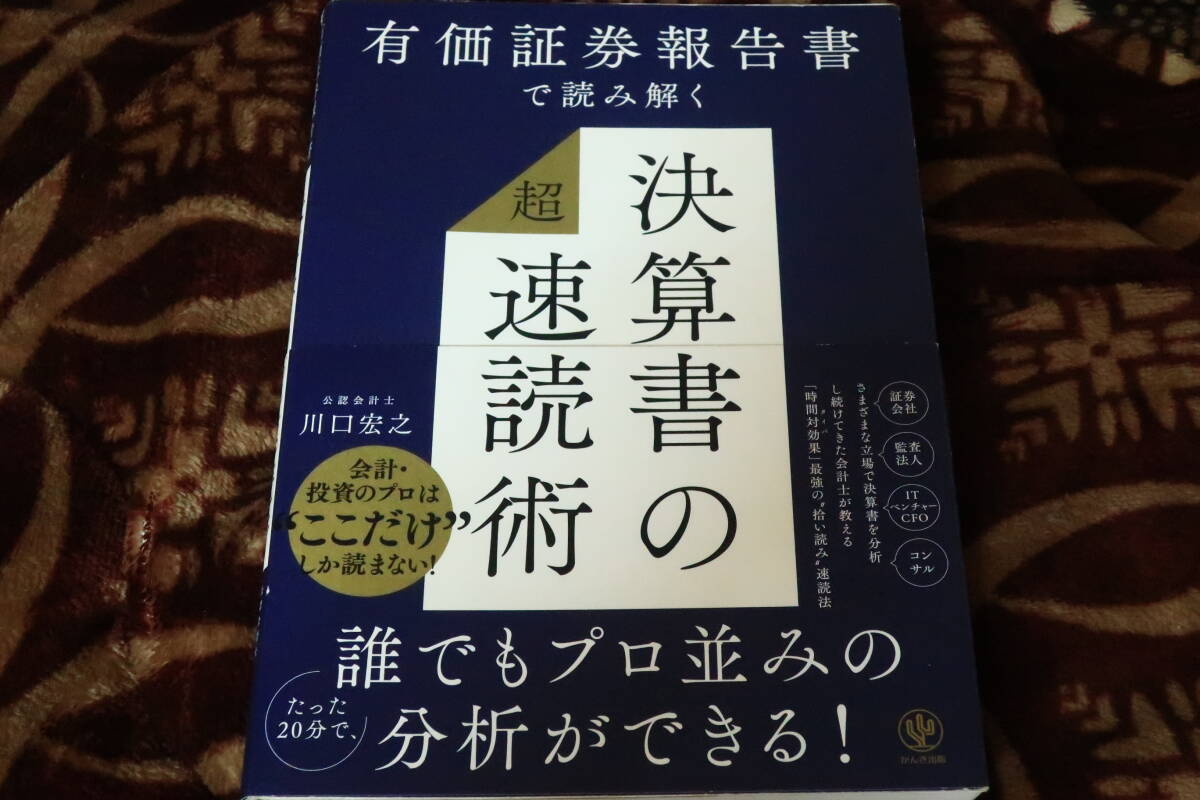 有価証券報告書
で読み解く
決算書の
超
速読術
証券
会社
監査
法人
IT
ベンチャー
CFO
コン
サル
さまざまな立場で決算書を分析
し続けてきた会計士が教える
「時間対効果」最強の“拾い読み”速読法
タイパ
公認会計士
川口宏之
会計・
投資のプロは
“ここだけ”
しか読まない!
たった
20分で、
誰でもプロ並みの
分析ができる!
かんき出版